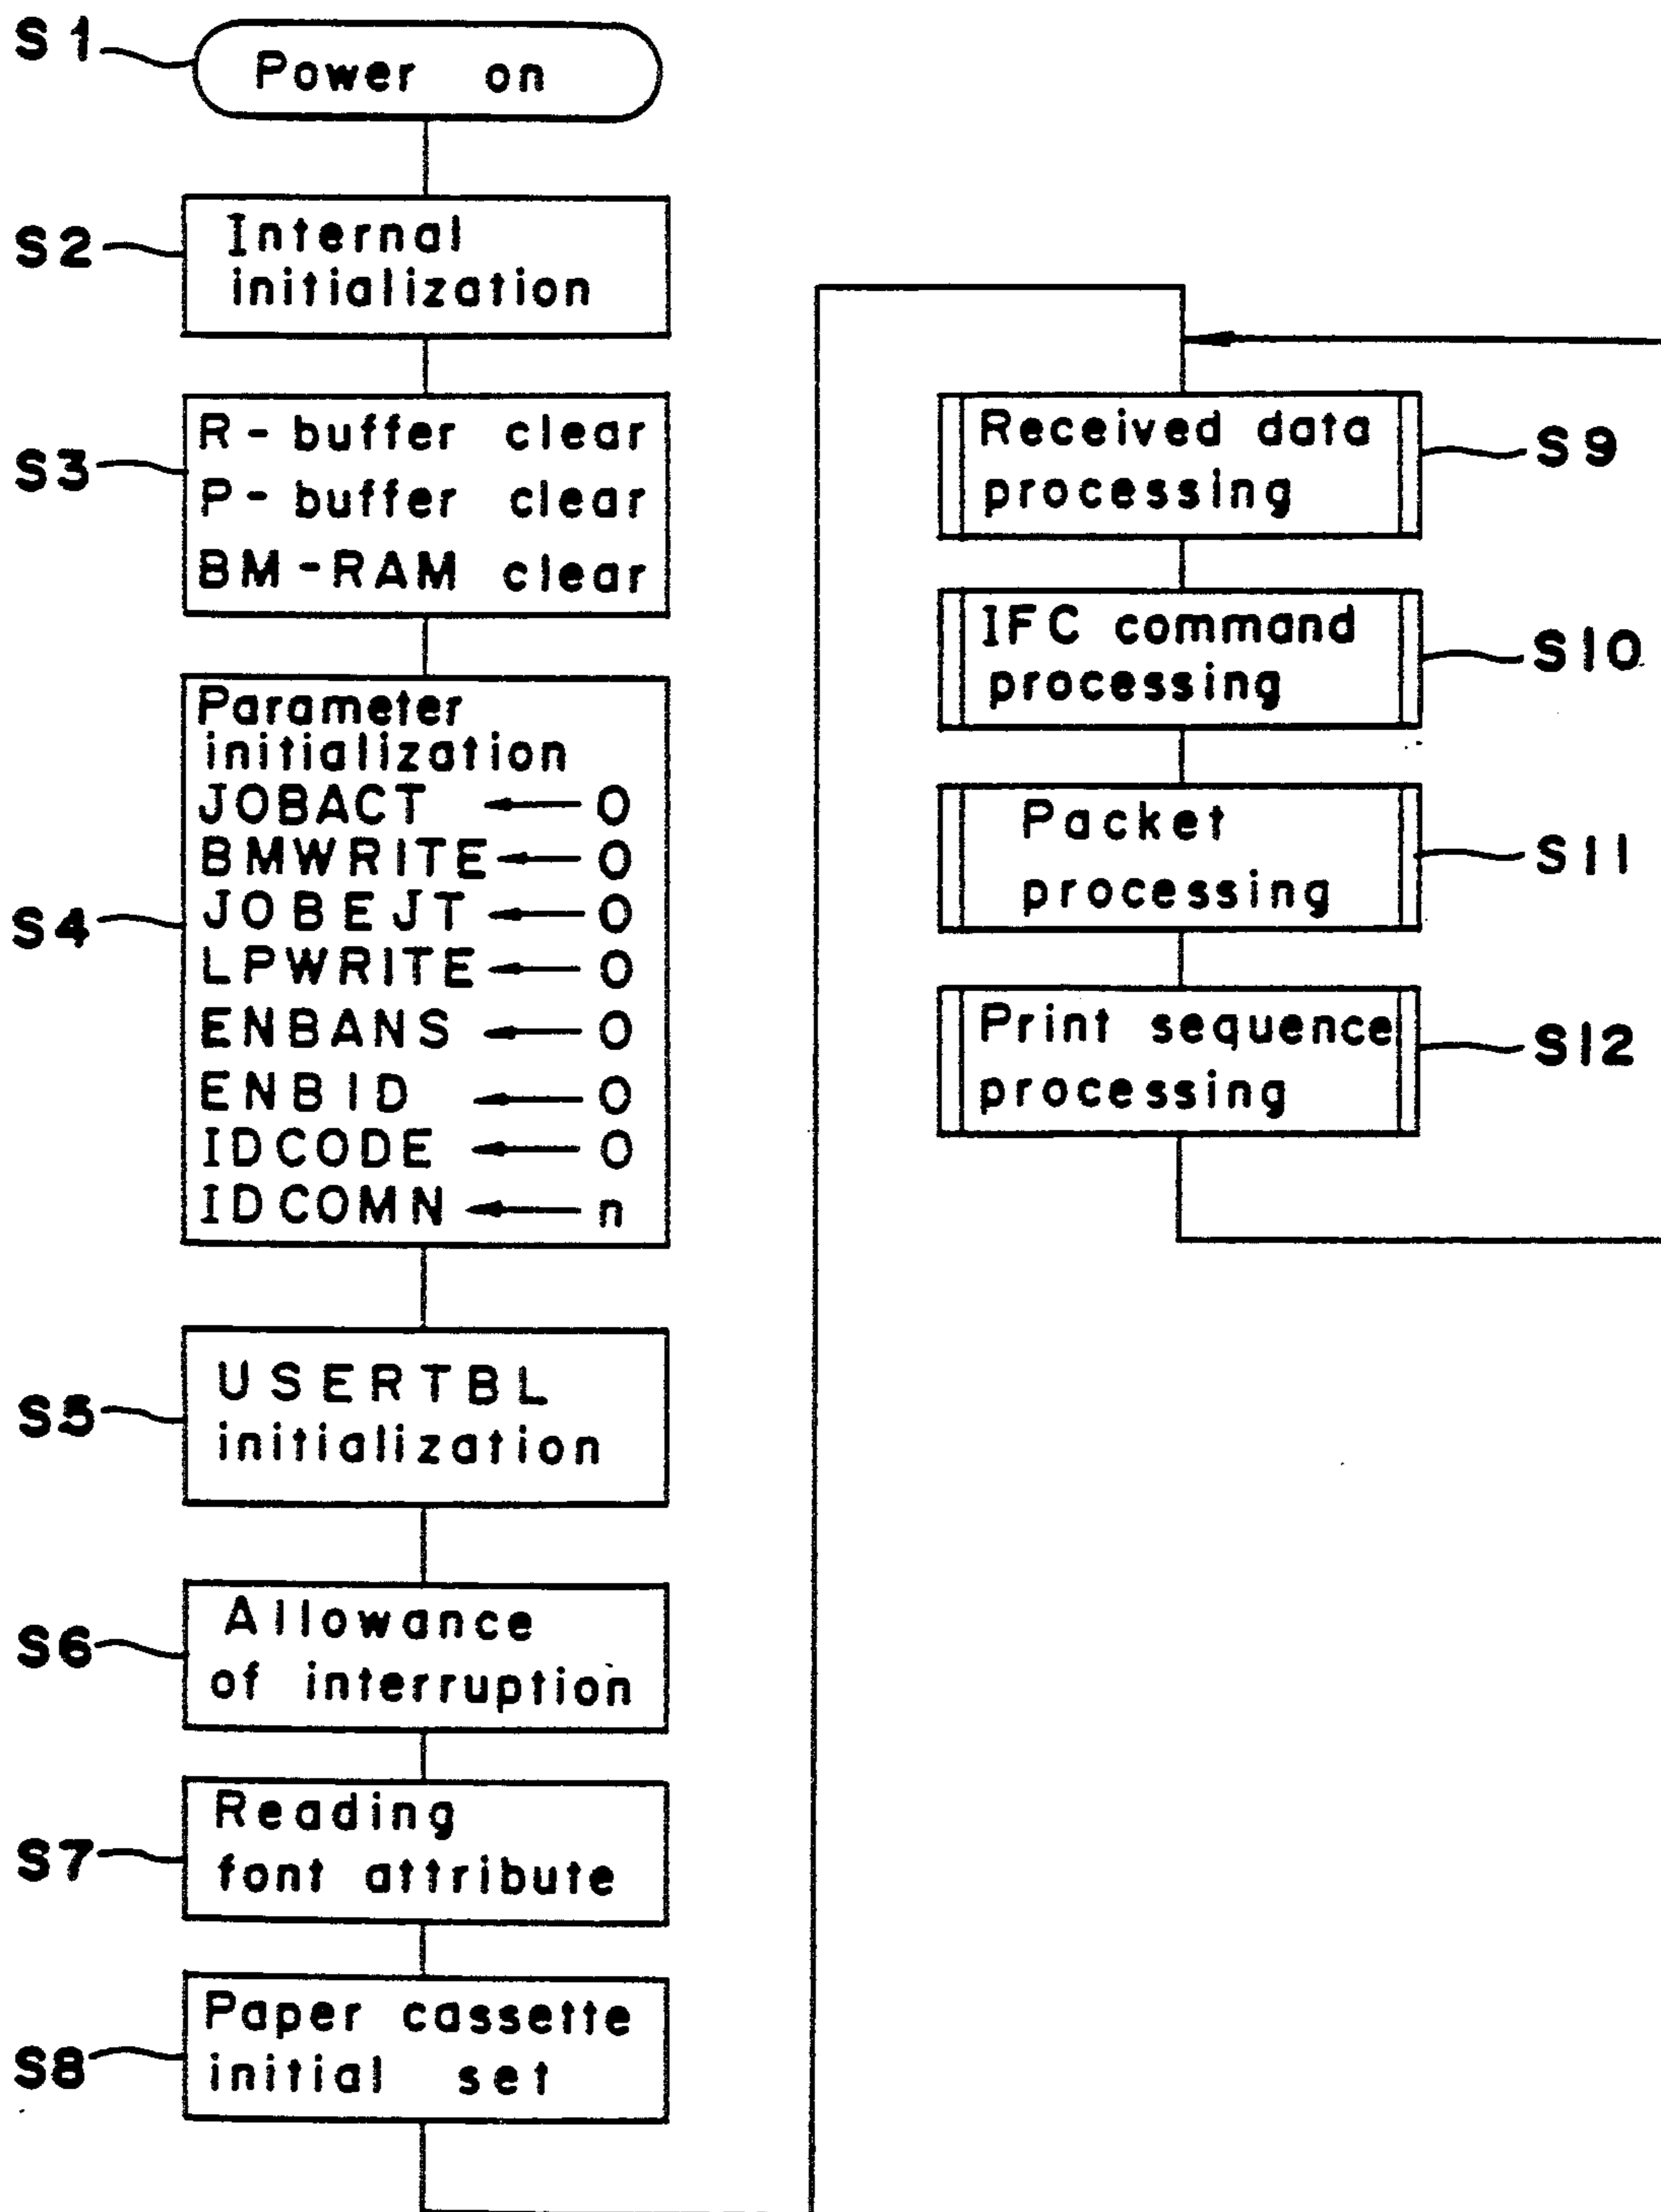 S1
Power on
S2
Internal
initialization
S3
R-buffer clear
P-buffer clear
BM-RAM clear
S4
Parameter
initialization
JOBACT ← 0
BMWRITE ← 0
JOBEJT ← 0
LPWRITE ← 0
ENBANS ← 0
ENBID ← 0
IDCODE ← 0
IDCOMN ← n
S5
USERTBL
initialization
S6
Allowance
of interruption
S7
Reading
font attribute
S8
Paper cassette
initial set
Received data
processing
S9
IFC command
processing
S10
Packet
processing
S11
Print sequence
processing
S12